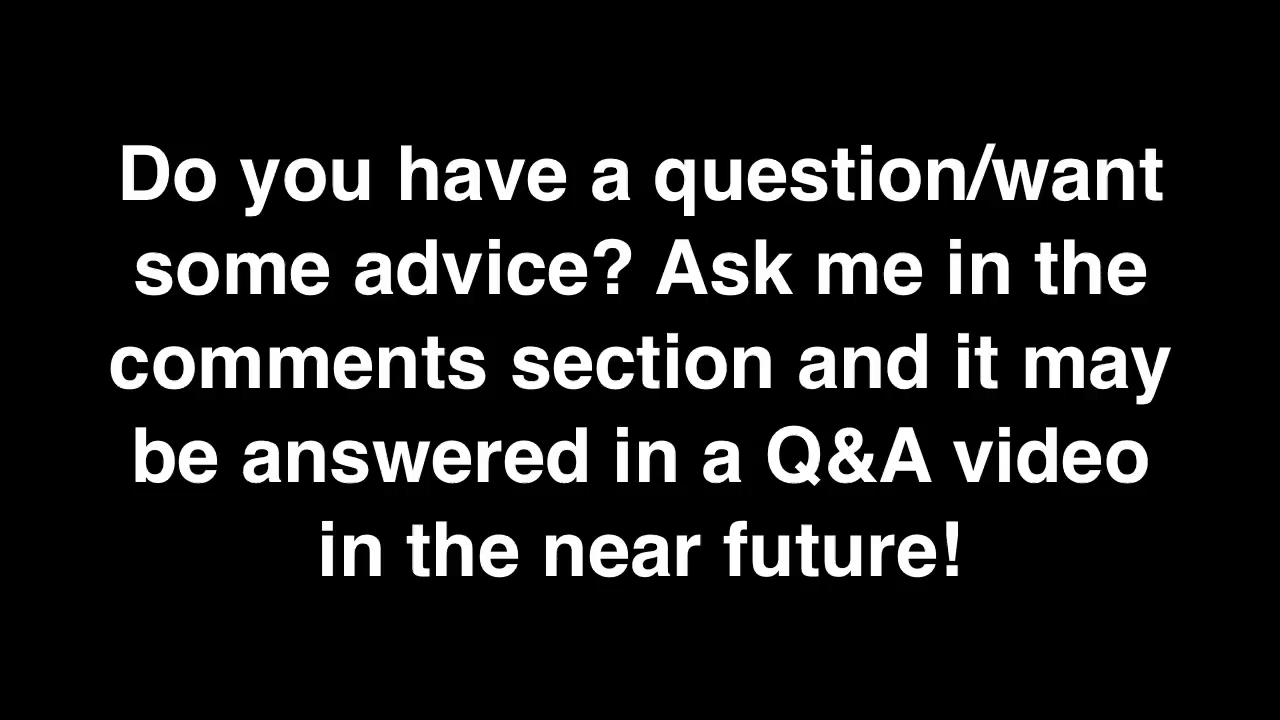 Do you have a question/want
some advice? Ask me in the
comments section and it may
be answered in a Q&A video
in the near future!